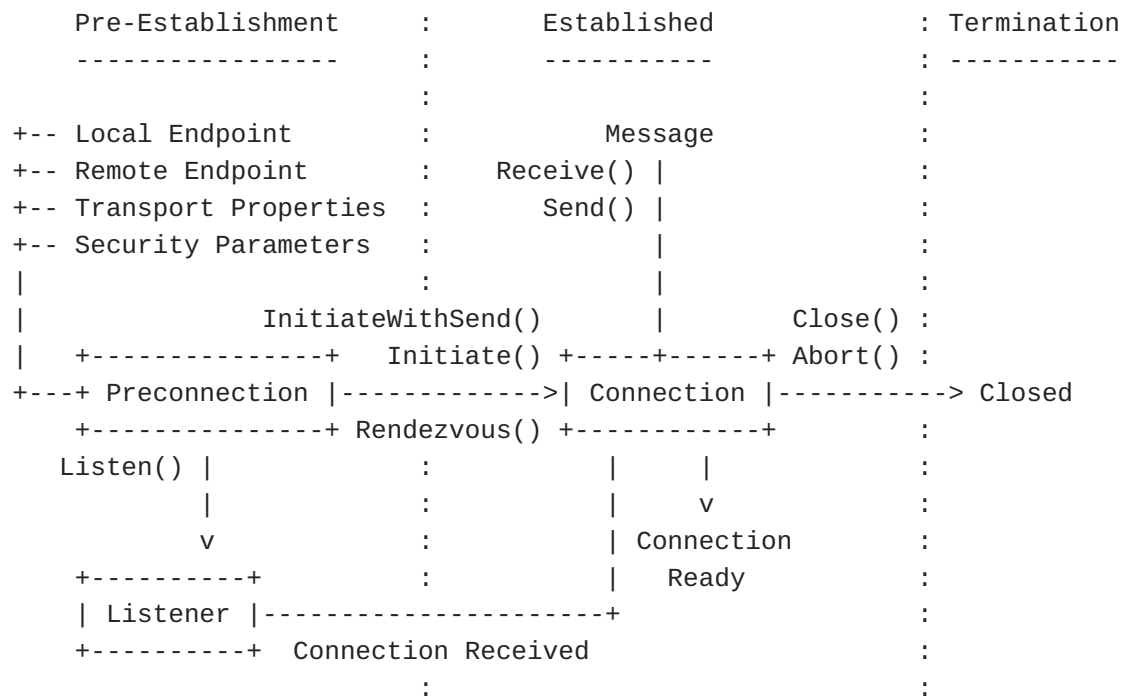 Pre-Establishment     :       Established             : Termination
    -----------------     :       -----------             : -----------
                          :                               :
+-- Local Endpoint        :           Message             :
+-- Remote Endpoint       :    Receive() |                :
+-- Transport Properties  :       Send() |                :
+-- Security Parameters   :              |                :
|                         :              |                :
|               InitiateWithSend()       |        Close() :
|   +---------------+   Initiate() +-----+------+ Abort() :
+---+ Preconnection |------------->| Connection |-----------> Closed
    +---------------+ Rendezvous() +------------+         :
   Listen() |             :           |     |             :
            |             :           |     v             :
            v             :           | Connection        :
    +----------+          :           |   Ready           :
    | Listener |----------------------+                   :
    +----------+  Connection Received                     :
                          :                               :